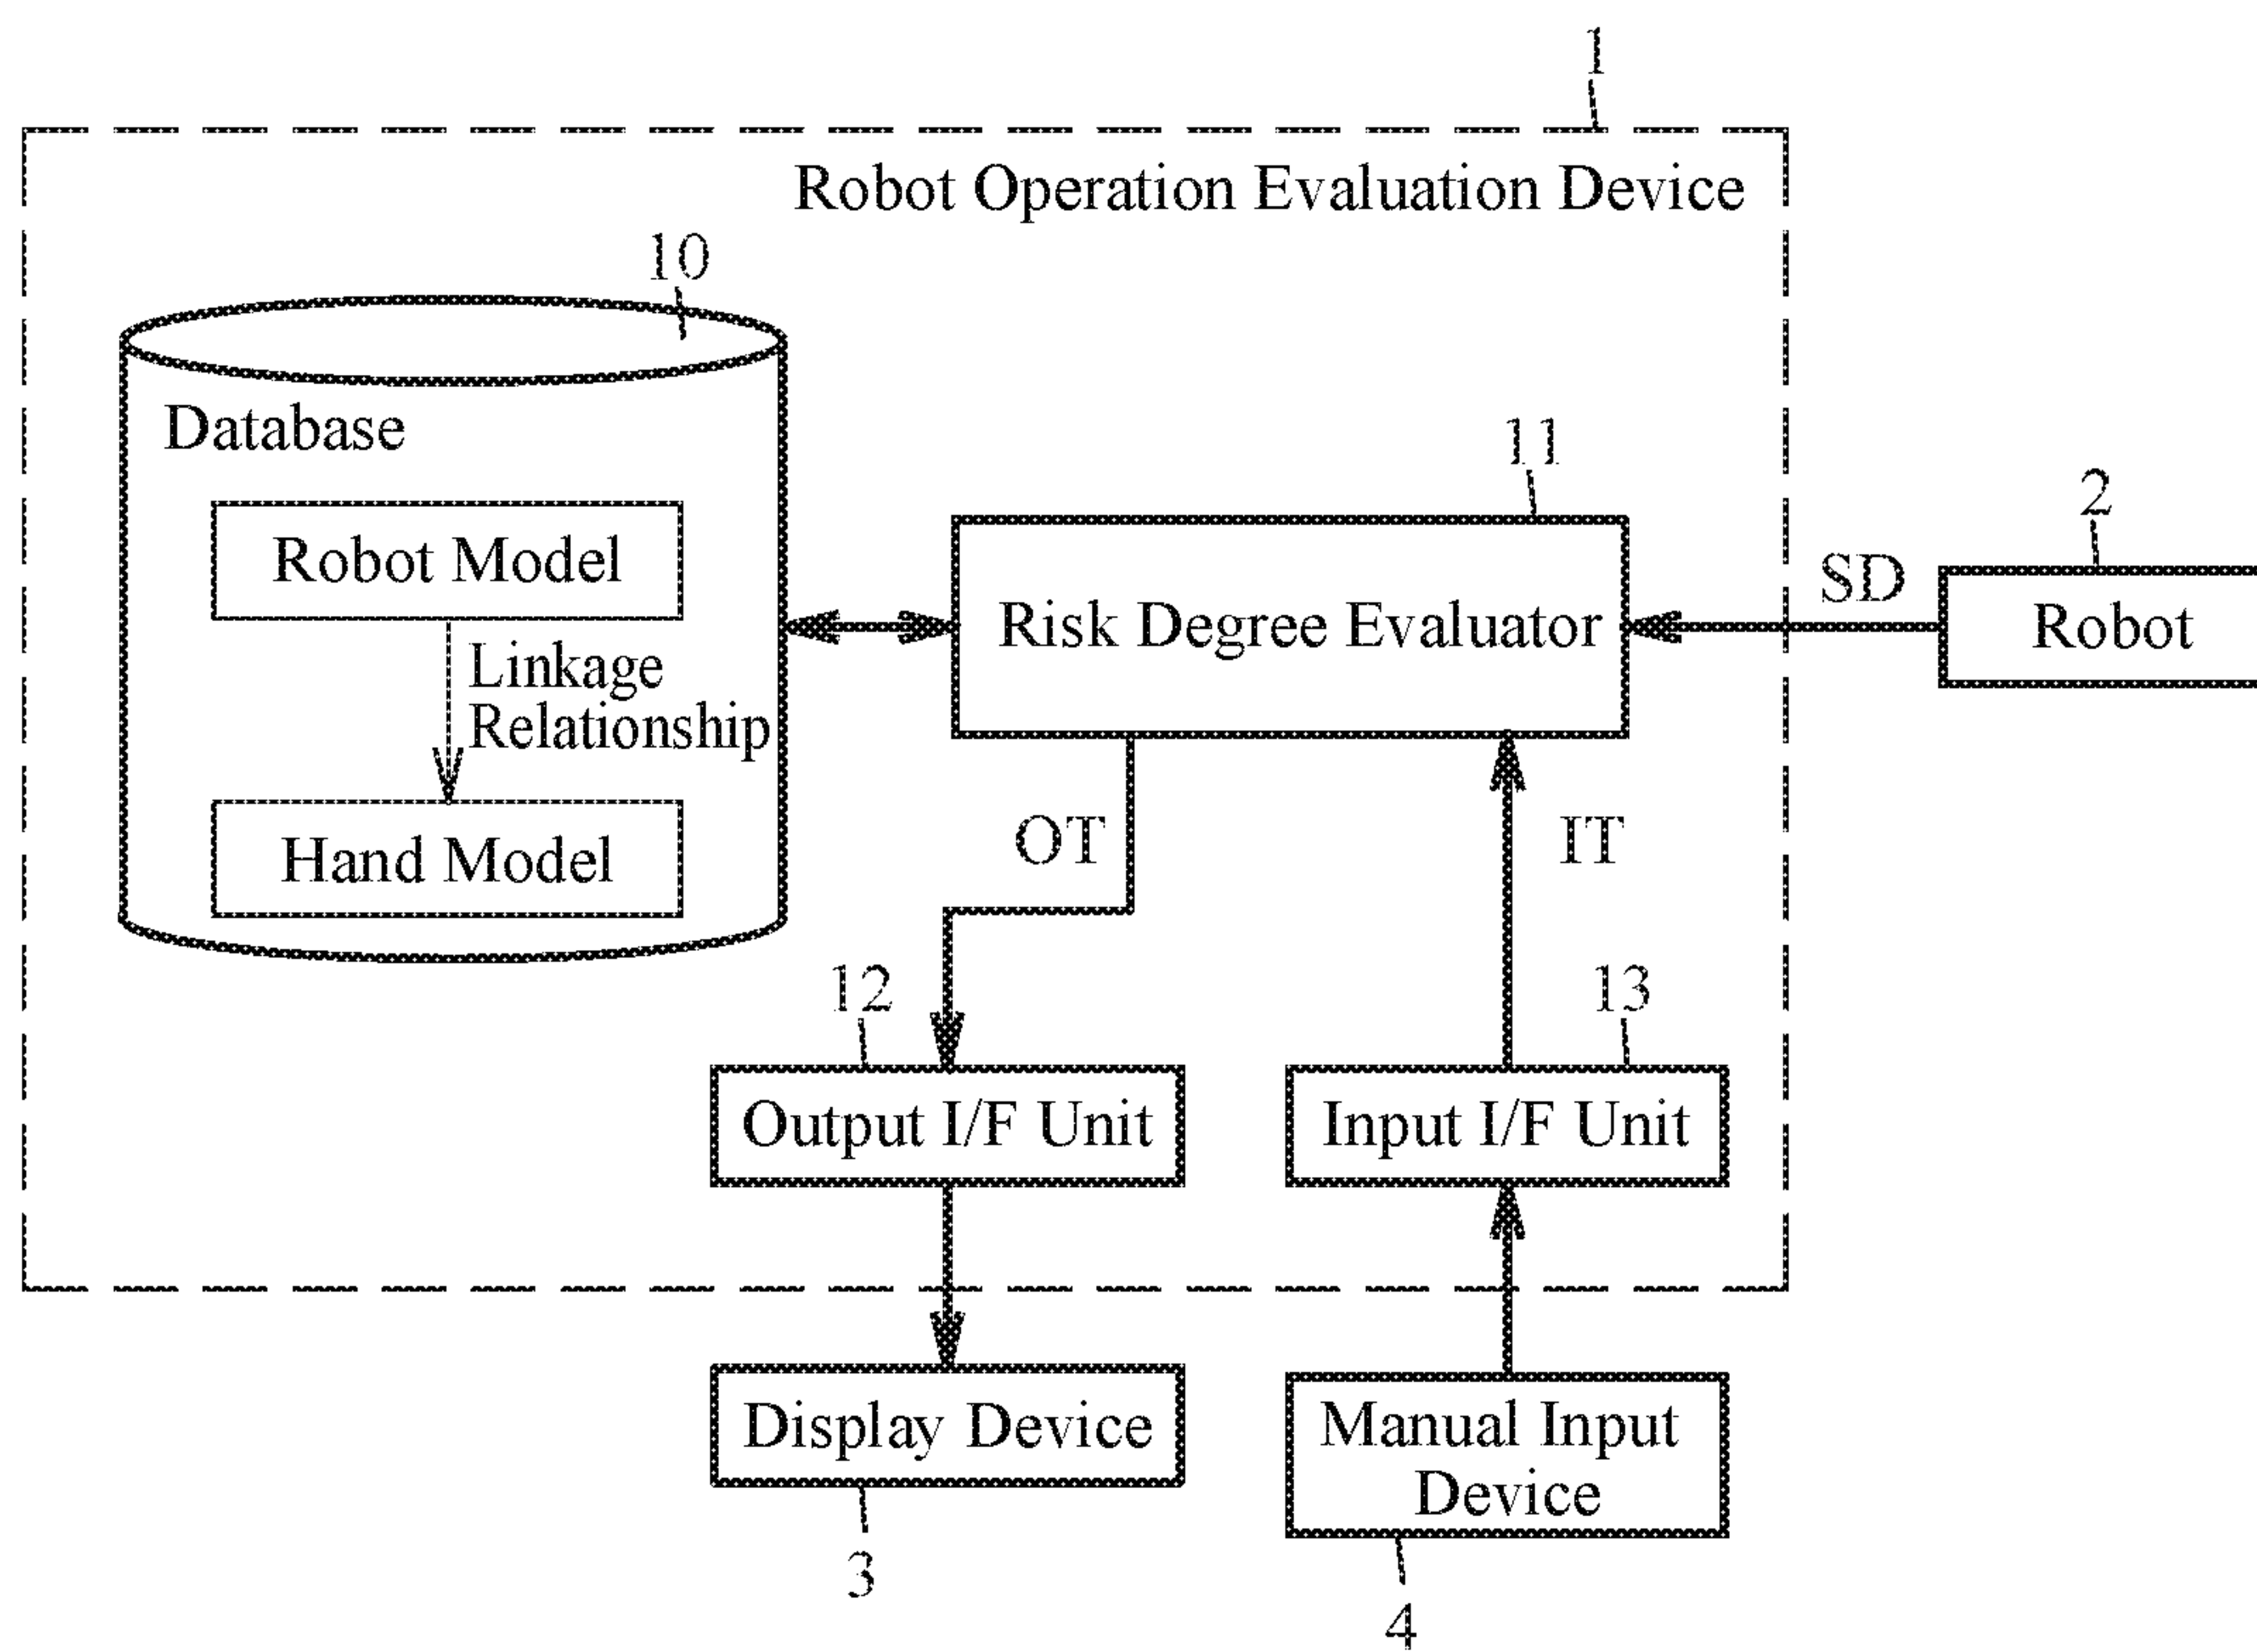 1
Robot Operation Evaluation Device
10
Database
Robot Model
Linkage
Relationship
Hand Model
11
Risk Degree Evaluator
SD
2
Robot
OT
IT
12
Output I/F Unit
13
Input I/F Unit
Display Device
3
Manual Input
Device
4